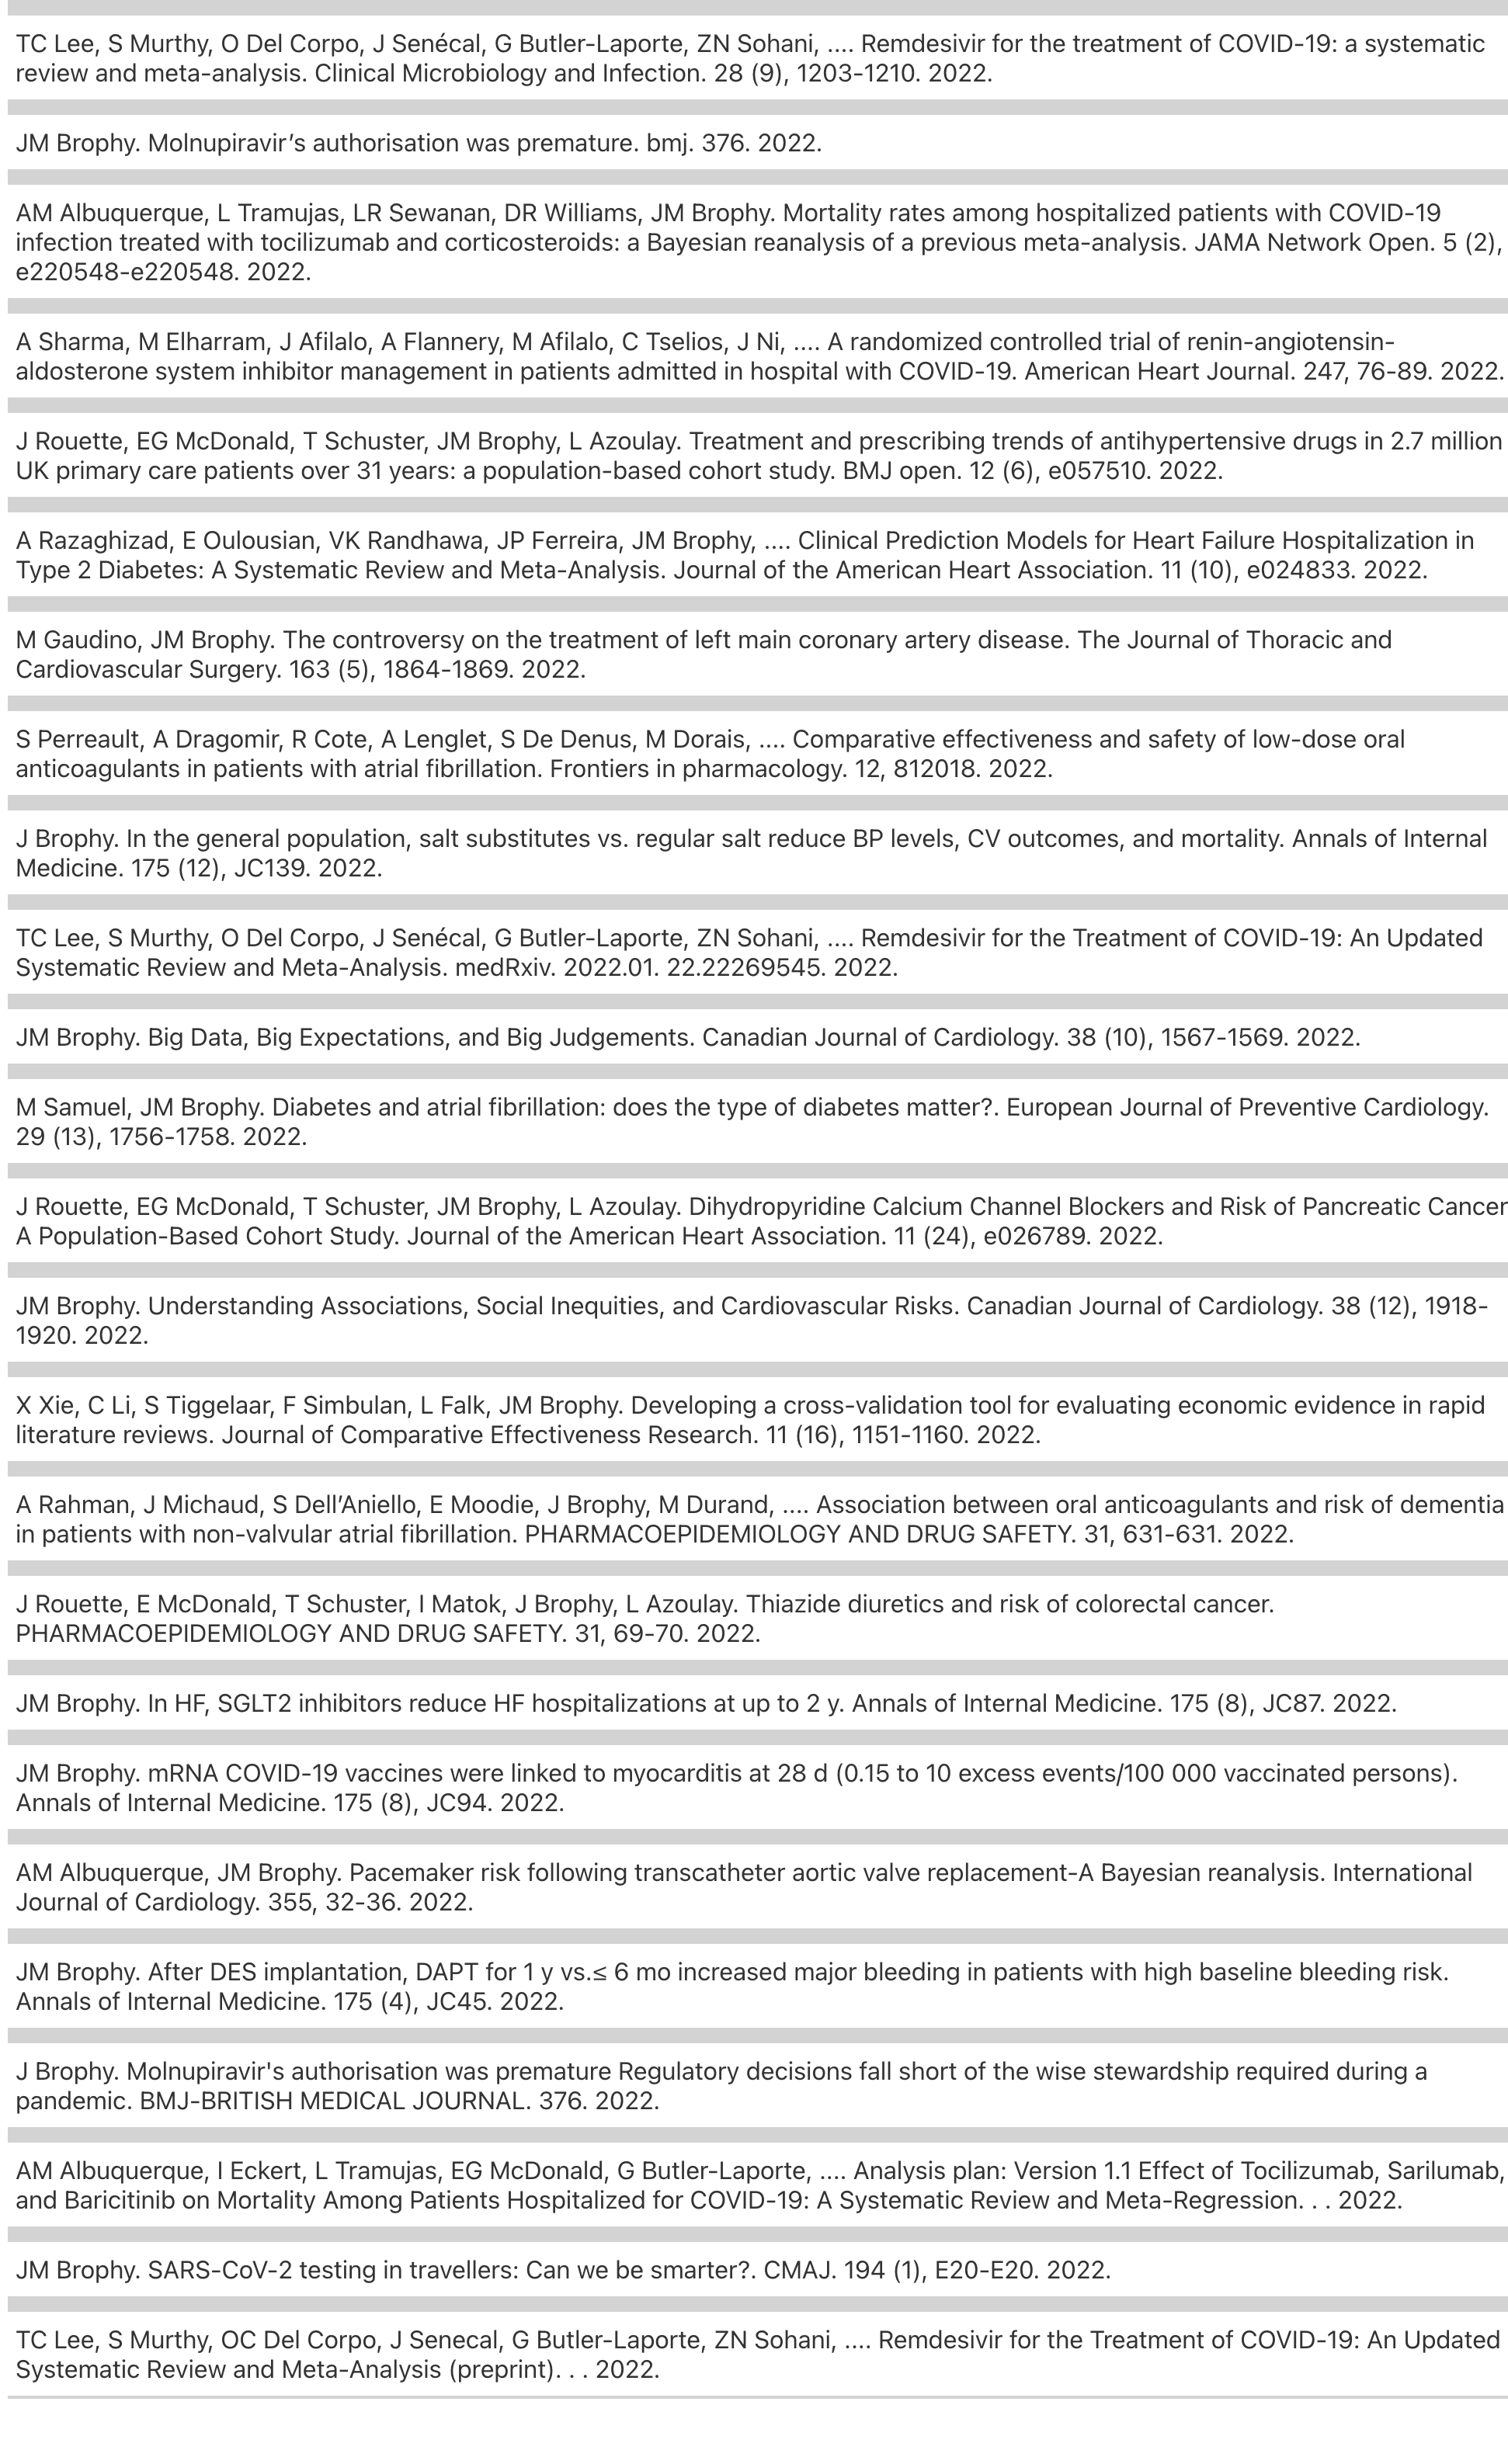 TC Lee, S Murthy, O Del Corpo, J Senécal, G Butler-Laporte, ZN Sohani, .... Remdesivir for the treatment of COVID-19: a systematic
review and meta-analysis. Clinical Microbiology and Infection. 28 (9), 1203-1210. 2022.
JM Brophy. Molnupiravir’s authorisation was premature. bmj. 376. 2022.
AM Albuquerque, L Tramujas, LR Sewanan, DR Williams, JM Brophy. Mortality rates among hospitalized patients with COVID-19
infection treated with tocilizumab and corticosteroids: a Bayesian reanalysis of a previous meta-analysis. JAMA Network Open. 5 (2),
e220548-e220548. 2022.
A Sharma, M Elharram, J Afilalo, A Flannery, M Afilalo, C Tselios, J Ni, .... A randomized controlled trial of renin-angiotensin-
aldosterone system inhibitor management in patients admitted in hospital with COVID-19. American Heart Journal. 247, 76-89. 2022.
J Rouette, EG McDonald, T Schuster, JM Brophy, L Azoulay. Treatment and prescribing trends of antihypertensive drugs in 2.7 million
UK primary care patients over 31 years: a population-based cohort study. BMJ open. 12 (6), e057510. 2022.
A Razaghizad, E Oulousian, VK Randhawa, JP Ferreira, JM Brophy, .... Clinical Prediction Models for Heart Failure Hospitalization in
Type 2 Diabetes: A Systematic Review and Meta-Analysis. Journal of the American Heart Association. 11 (10), e024833. 2022.
M Gaudino, JM Brophy. The controversy on the treatment of left main coronary artery disease. The Journal of Thoracic and
Cardiovascular Surgery. 163 (5), 1864-1869. 2022.
S Perreault, A Dragomir, R Cote, A Lenglet, S De Denus, M Dorais, .... Comparative effectiveness and safety of low-dose oral
anticoagulants in patients with atrial fibrillation. Frontiers in pharmacology. 12, 812018. 2022.
J Brophy. In the general population, salt substitutes vs. regular salt reduce BP levels, CV outcomes, and mortality. Annals of Internal
Medicine. 175 (12), JC139. 2022.
TC Lee, S Murthy, O Del Corpo, J Senécal, G Butler-Laporte, ZN Sohani, .... Remdesivir for the Treatment of COVID-19: An Updated
Systematic Review and Meta-Analysis. medRxiv. 2022.01. 22.22269545. 2022.
JM Brophy. Big Data, Big Expectations, and Big Judgements. Canadian Journal of Cardiology. 38 (10), 1567-1569. 2022.
M Samuel, JM Brophy. Diabetes and atrial fibrillation: does the type of diabetes matter?. European Journal of Preventive Cardiology.
29 (13), 1756-1758. 2022.
J Rouette, EG McDonald, T Schuster, JM Brophy, L Azoulay. Dihydropyridine Calcium Channel Blockers and Risk of Pancreatic Cancer
A Population-Based Cohort Study. Journal of the American Heart Association. 11 (24), e026789. 2022.
JM Brophy. Understanding Associations, Social Inequities, and Cardiovascular Risks. Canadian Journal of Cardiology. 38 (12), 1918-
1920. 2022.
X Xie, C Li, S Tiggelaar, F Simbulan, L Falk, JM Brophy. Developing a cross-validation tool for evaluating economic evidence in rapid
literature reviews. Journal of Comparative Effectiveness Research. 11 (16), 1151-1160. 2022.
A Rahman, J Michaud, S Dell’Aniello, E Moodie, J Brophy, M Durand, .... Association between oral anticoagulants and risk of dementia
in patients with non-valvular atrial fibrillation. PHARMACOEPIDEMIOLOGY AND DRUG SAFETY. 31, 631-631. 2022.
J Rouette, E McDonald, T Schuster, I Matok, J Brophy, L Azoulay. Thiazide diuretics and risk of colorectal cancer.
PHARMACOEPIDEMIOLOGY AND DRUG SAFETY. 31, 69-70. 2022.
JM Brophy. In HF, SGLT2 inhibitors reduce HF hospitalizations at up to 2 y. Annals of Internal Medicine. 175 (8), JC87. 2022.
JM Brophy. mRNA COVID-19 vaccines were linked to myocarditis at 28 d (0.15 to 10 excess events/100 000 vaccinated persons).
Annals of Internal Medicine. 175 (8), JC94. 2022.
AM Albuquerque, JM Brophy. Pacemaker risk following transcatheter aortic valve replacement-A Bayesian reanalysis. International
Journal of Cardiology. 355, 32-36. 2022.
JM Brophy. After DES implantation, DAPT for 1 y vs.≤ 6 mo increased major bleeding in patients with high baseline bleeding risk.
Annals of Internal Medicine. 175 (4), JC45. 2022.
J Brophy. Molnupiravir's authorisation was premature Regulatory decisions fall short of the wise stewardship required during a
pandemic. BMJ-BRITISH MEDICAL JOURNAL. 376. 2022.
AM Albuquerque, I Eckert, L Tramujas, EG McDonald, G Butler-Laporte, .... Analysis plan: Version 1.1 Effect of Tocilizumab, Sarilumab,
and Baricitinib on Mortality Among Patients Hospitalized for COVID-19: A Systematic Review and Meta-Regression. . . 2022.
JM Brophy. SARS-CoV-2 testing in travellers: Can we be smarter?. CMAJ. 194 (1), E20-E20. 2022.
TC Lee, S Murthy, OC Del Corpo, J Senecal, G Butler-Laporte, ZN Sohani, .... Remdesivir for the Treatment of COVID-19: An Updated
Systematic Review and Meta-Analysis (preprint). . . 2022.